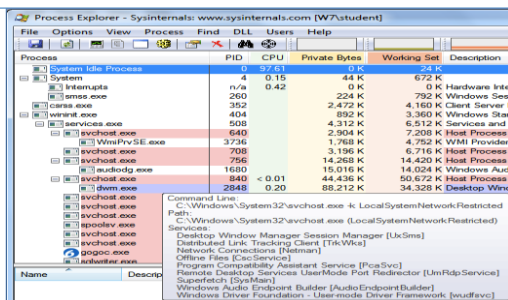 Process Explorer - Sysinternals: www.sysinternals.com [W7\student]
File Options View Process Find DLL Users Help
Process PID CPU Private Bytes Working Set Description
System Idle Process 0 97.61 0 K 24 K
System 4 0.15 44 K 672 K
Interrupts n/a 0.42 0 K 0 K Hardware Inte
smss.exe 260 224 K 792 K Windows Ses
csrss.exe 352 2,472 K 4,160 K Client Server
wininit.exe 404 892 K 3,360 K Windows Sta
services.exe 508 4,312 K 6,512 K Services and
svchost.exe 640 2,904 K 7,208 K Host Process
WmiPrvSE.exe 3736 1,768 K 4,752 K WMI Provider
svchost.exe 708 3,196 K 6,716 K Host Process
svchost.exe 756 14,268 K 14,420 K Host Process
audiodg.exe 1680 15,016 K 14,024 K Windows Aud
svchost.exe 840 < 0.01 44,436 K 50,672 K Host Process
dwm.exe 2848 0.20 88,212 K 34,328 K Desktop Wind
svchost.exe
svchost.exe
svchost.exe
spoolsv.exe
svchost.exe
gogoc.exe
sqlwriter.exe
Command Line:
C:\Windows\System32\svchost.exe -k LocalSystemNetworkRestricted
Path:
C:\Windows\System32\svchost.exe (LocalSystemNetworkRestricted)
Services:
Desktop Window Manager Session Manager [UxSms]
Distributed Link Tracking Client [TrkWks]
Network Connections [Netman]
Offline Files [CscService]
Program Compatibility Assistant Service [PcaSvc]
Remote Desktop Services UserMode Port Redirector [UmRdpService]
Superfetch [SysMain]
Windows Audio Endpoint Builder [AudioEndpointBuilder]
Windows Driver Foundation - User-mode Driver Framework [wudfsvc]
Name Descrip